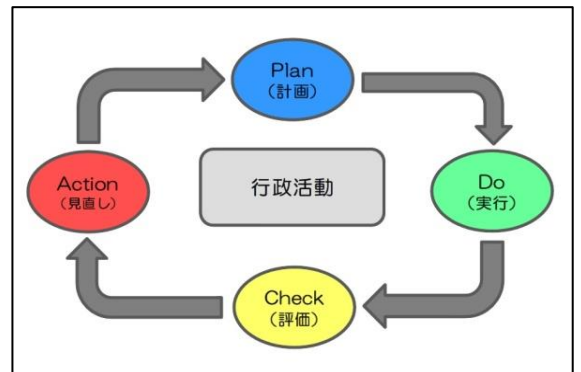 Plan
（計画）
Action
（見直し）
行政活動
Do
（実行）
Check
（評価）